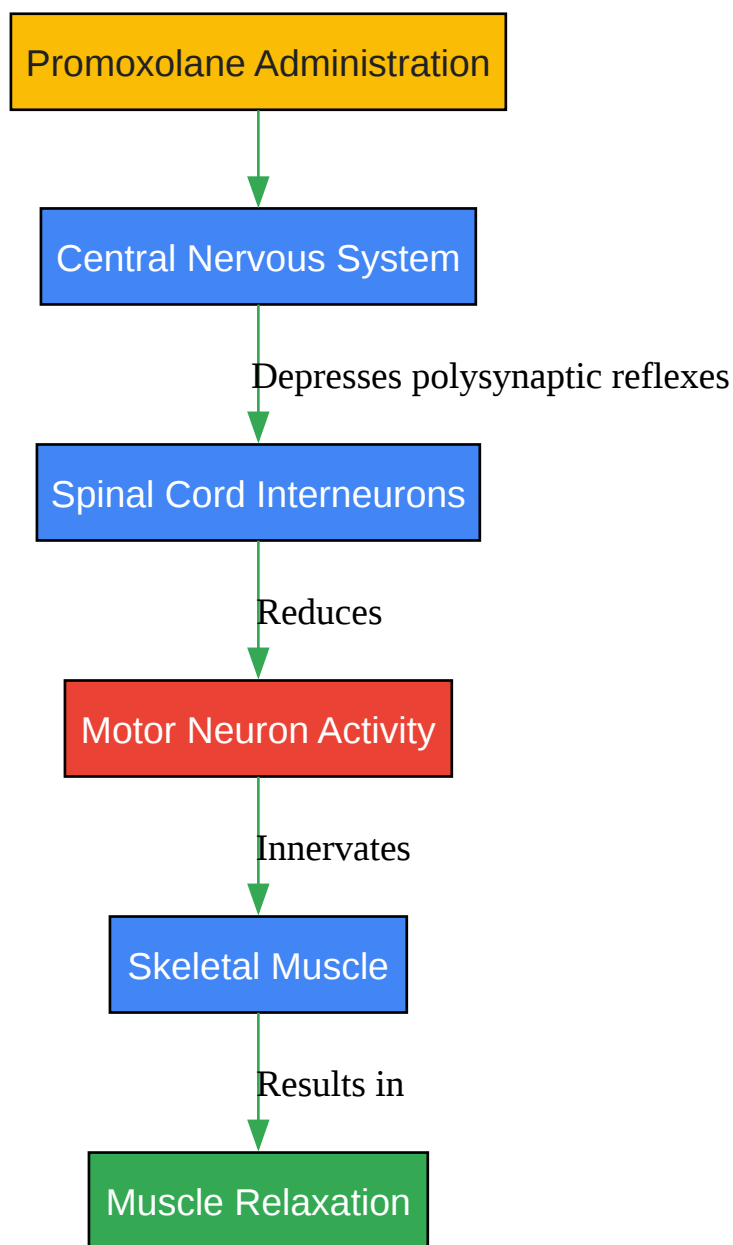 Promoxolane Administration
Central Nervous System
Depresses polysynaptic reflexes
Spinal Cord Interneurons
Reduces
Motor Neuron Activity
Innervates
Skeletal Muscle
Results in
Muscle Relaxation